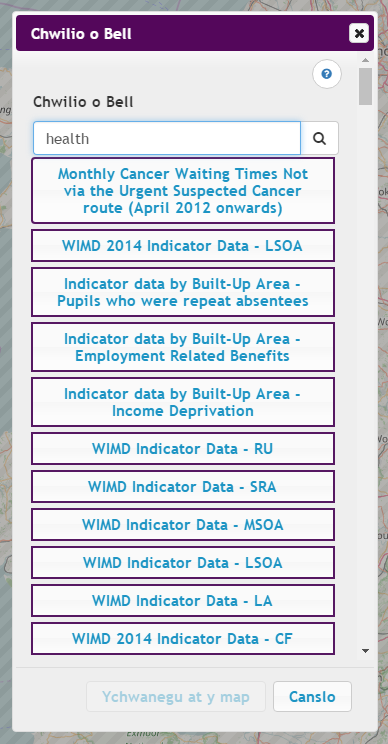 Chwilio o Bell
Chwilio o Bell
health
Monthly Cancer Waiting Times Not
via the Urgent Suspected Cancer
route (April 2012 onwards)
WIMD 2014 Indicator Data - LSOA
Indicator data by Built-Up Area -
Pupils who were repeat absentees
Indicator data by Built-Up Area -
Employment Related Benefits
Indicator data by Built-Up Area -
Income Deprivation
WIMD Indicator Data - RU
WIMD Indicator Data - SRA
WIMD Indicator Data - MSOA
WIMD Indicator Data - LSOA
WIMD Indicator Data - LA
WIMD 2014 Indicator Data - CF
Ychwanegu at y map
Canslo